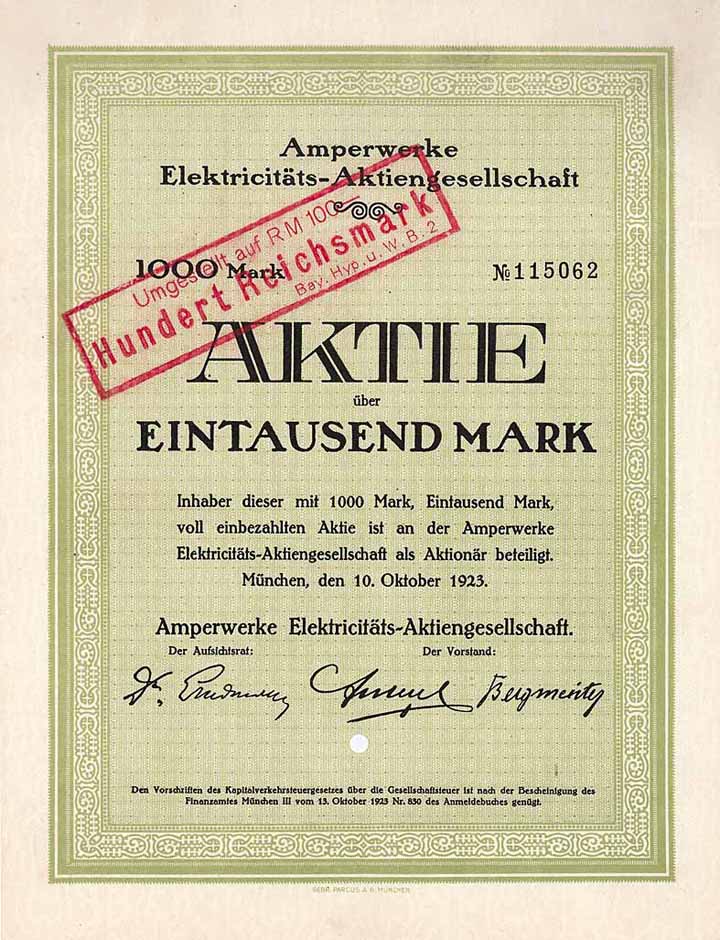 Amperwerke
Elektricitäts-Aktiengesellschaft
Umgestellt auf RM 100.—
Hundert Reichsmark
Bay. Hyp. u. W. B. 2
1000 Mark
№ 115062
AKTIE
über
EINTAUSEND MARK
Inhaber dieser mit 1000 Mark, Eintausend Mark,
voll einbezahlten Aktie ist an der Amperwerke
Elektricitäts-Aktiengesellschaft als Aktionär beteiligt.
München, den 10. Oktober 1923.
Amperwerke Elektricitäts-Aktiengesellschaft.
Der Aufsichtsrat:
Der Vorstand:
Dr.
Bergmeister
Den Vorschriften des Kapitalverkehrsteuergesetzes über die Gesellschaftsteuer ist nach der Bescheinigung des
Finanzamtes München III vom 13. Oktober 1923 Nr. 830 des Anmeldebuches genügt.
GEBR. PARCUS A.G. MÜNCHEN